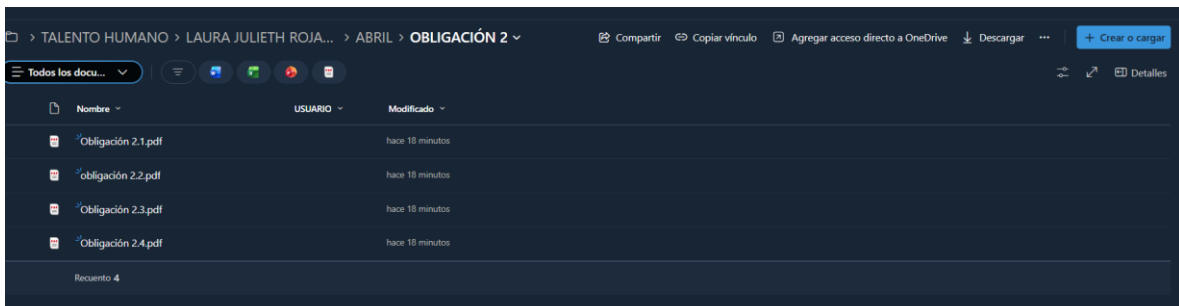 > TALENTO HUMANO > LAURA JULIETH ROJA... > ABRIL > OBLIGACIÓN 2
Compartir Copiar vínculo Agregar acceso directo a OneDrive Descargar ... + Crear o cargar
Todos los docu...
Detalles
Nombre USUARIO Modificado
Obligación 2.1.pdf hace 18 minutos
obligación 2.2.pdf hace 18 minutos
Obligación 2.3.pdf hace 18 minutos
Obligación 2.4.pdf hace 18 minutos
Recuento 4